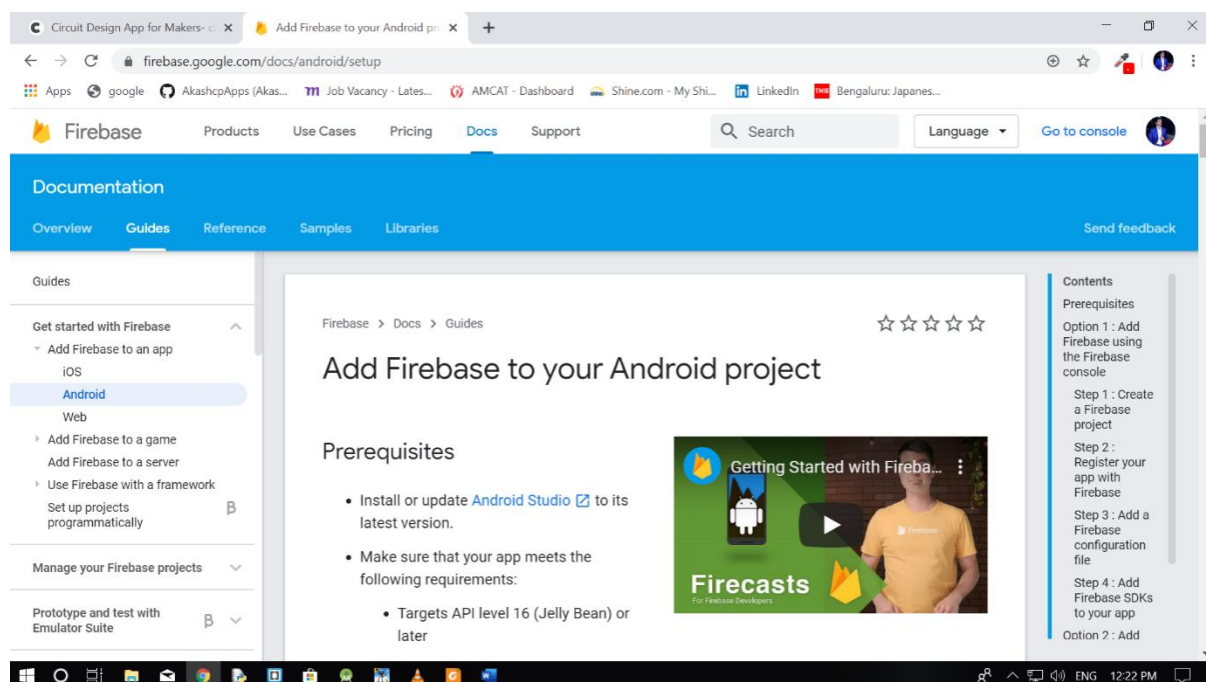 Circuit Design App for Makers- c
Add Firebase to your Android pro
firebase.google.com/docs/android/setup
Apps google AkashcpApps (Akas... Job Vacancy - Lates... AMCAT - Dashboard Shine.com - My Shi... LinkedIn Bengaluru: Japanes...
Firebase Products Use Cases Pricing Docs Support Search Language Go to console
Documentation
Overview Guides Reference Samples Libraries Send feedback
Guides
Get started with Firebase
Add Firebase to an app
iOS
Android
Web
Add Firebase to a game
Add Firebase to a server
Use Firebase with a framework
Set up projects
programmatically
Manage your Firebase projects
Prototype and test with
Emulator Suite
Firebase > Docs > Guides
Add Firebase to your Android project
Prerequisites
• Install or update Android Studio to its
latest version.
• Make sure that your app meets the
following requirements:
• Targets API level 16 (Jelly Bean) or
later
Getting Started with Fireba...
Firebase
Firecasts
For Firebase Developers
Contents
Prerequisites
Option 1 : Add
Firebase using
the Firebase
console
Step 1 : Create
a Firebase
project
Step 2 :
Register your
app with
Firebase
Step 3 : Add a
Firebase
configuration
file
Step 4 : Add
Firebase SDKs
to your app
Option 2 : Add
ENG 12:22 PM